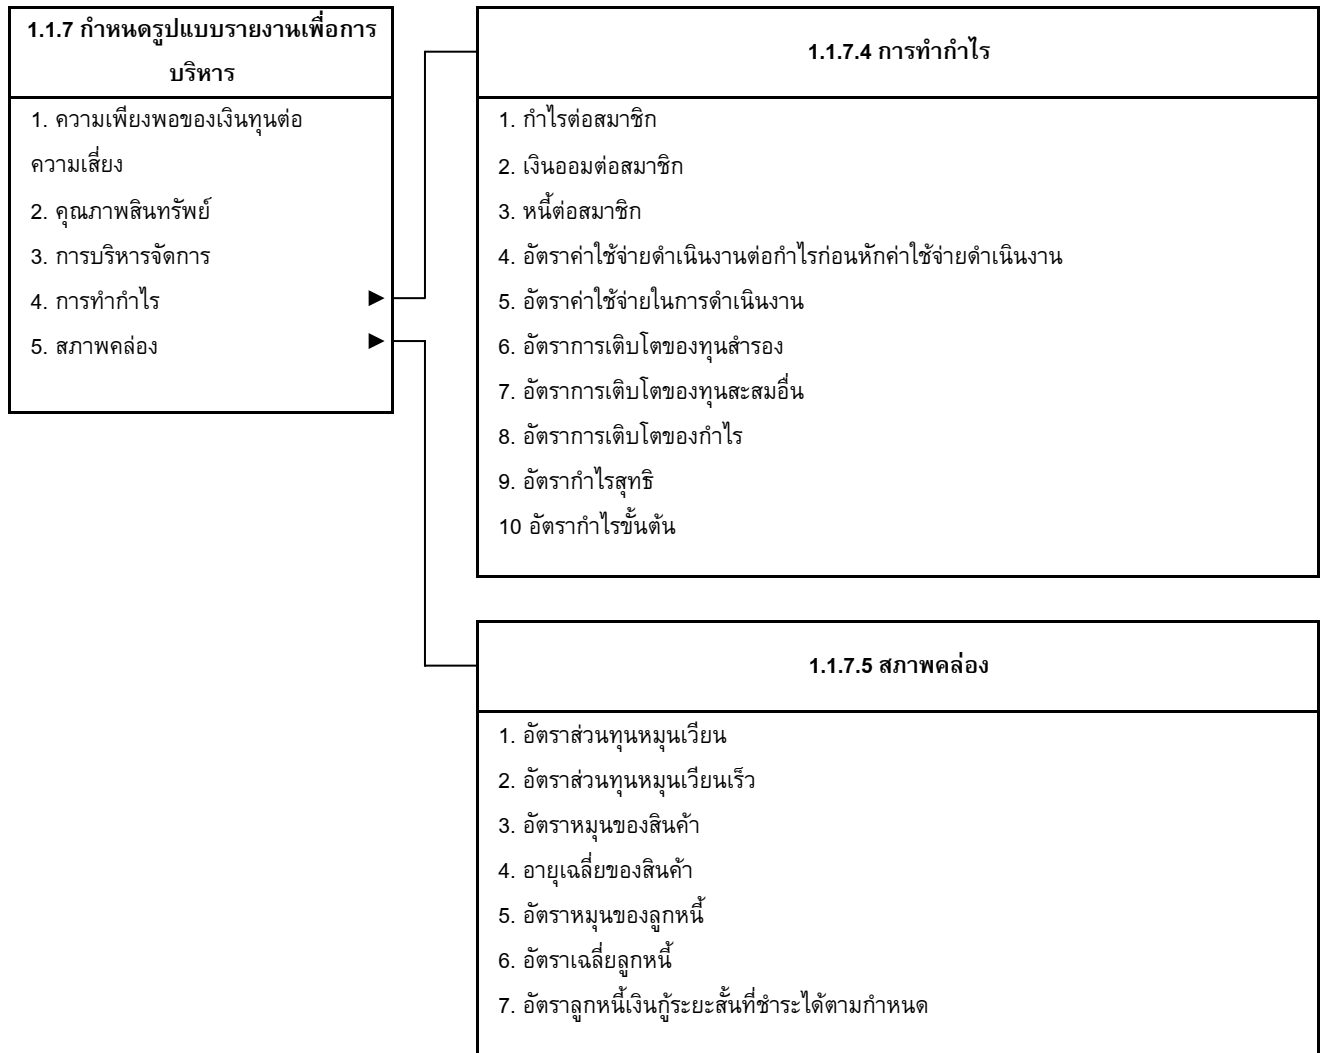 1.1.7 กำหนดรูปแบบรายงานเพื่อการ
บริหาร
1. ความเพียงพอของเงินทุนต่อ
ความเสี่ยง
2. คุณภาพสินทรัพย์
3. การบริหารจัดการ
4. การทำกำไร
5. สภาพคล่อง
1.1.7.4 การทำกำไร
1. กำไรต่อสมาชิก
2. เงินออมต่อสมาชิก
3. หนี้ต่อสมาชิก
4. อัตราค่าใช้จ่ายดำเนินงานต่อกำไรก่อนหักค่าใช้จ่ายดำเนินงาน
5. อัตราค่าใช้จ่ายในการดำเนินงาน
6. อัตราการเติบโตของทุนสำรอง
7. อัตราการเติบโตของทุนสะสมอื่น
8. อัตราการเติบโตของกำไร
9. อัตรากำไรสุทธิ
10 อัตรากำไรขั้นต้น
1.1.7.5 สภาพคล่อง
1. อัตราส่วนทุนหมุนเวียน
2. อัตราส่วนทุนหมุนเวียนเร็ว
3. อัตราหมุนของสินค้า
4. อายุเฉลี่ยของสินค้า
5. อัตราหมุนของลูกหนี้
6. อัตราเฉลี่ยลูกหนี้
7. อัตราลูกหนี้เงินกู้ระยะสั้นที่ชำระได้ตามกำหนด